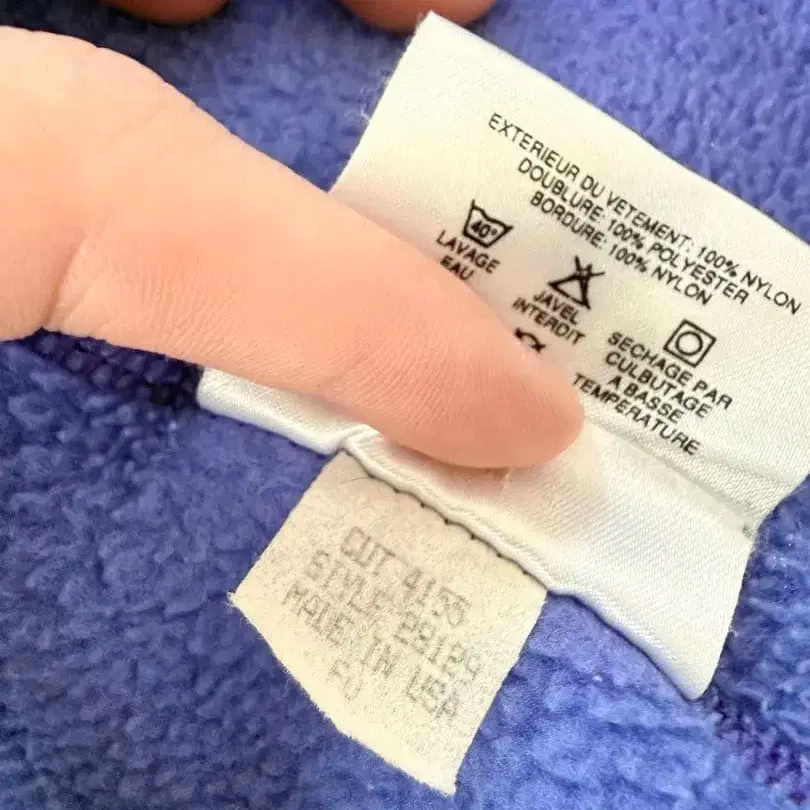 EXTERIEUR DU VETEMENT: 100% NYLON
DOUBLURE: 100% POLYESTER
BORDURE: 100% NYLON
40°
LAVAGE
EAU
JAVEL
INTERDIT
SECHAGE PAR
CULBUTAGE
A BASSE
TEMPERATURE
CUT 4155
STYLE 29129
MADE IN USA